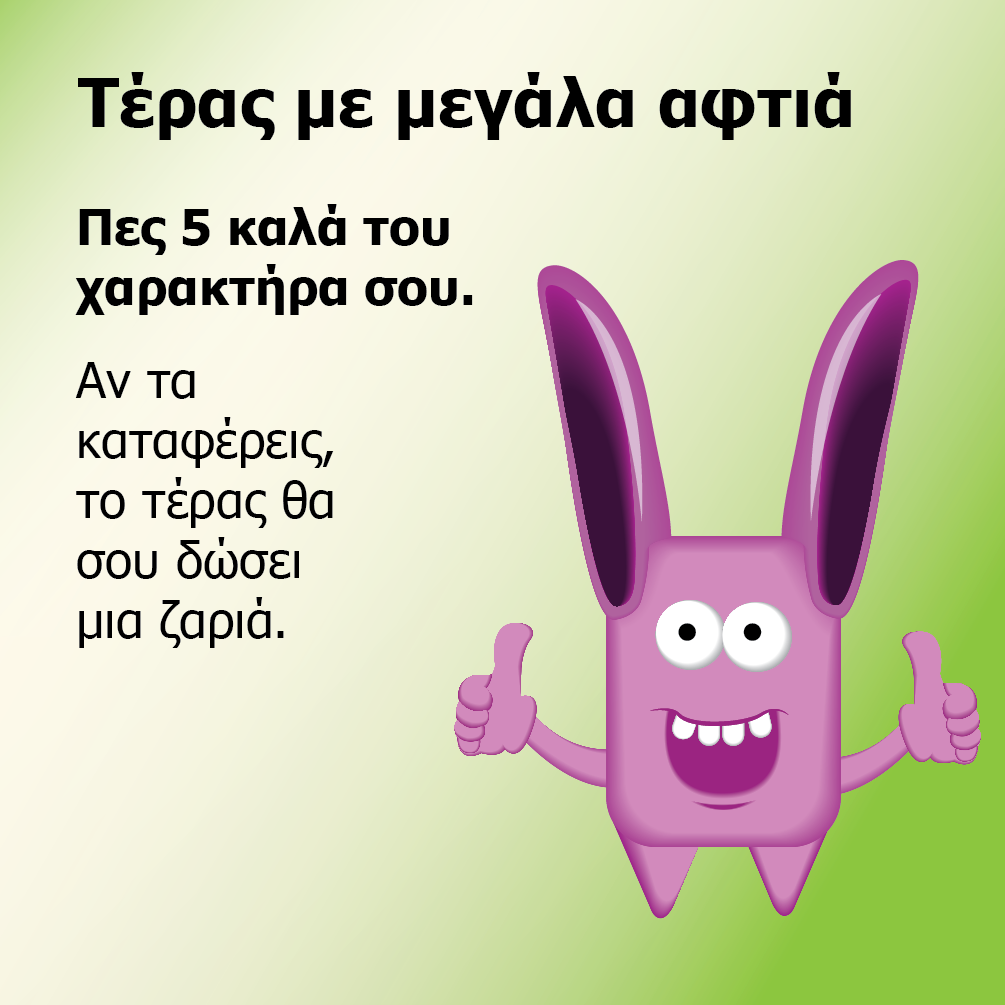 Τέρας με μεγάλα αφτιά
Πες 5 καλά του
χαρακτήρα σου.
Αν τα
καταφέρεις,
το τέρας θα
σου δώσει
μια ζαριά.